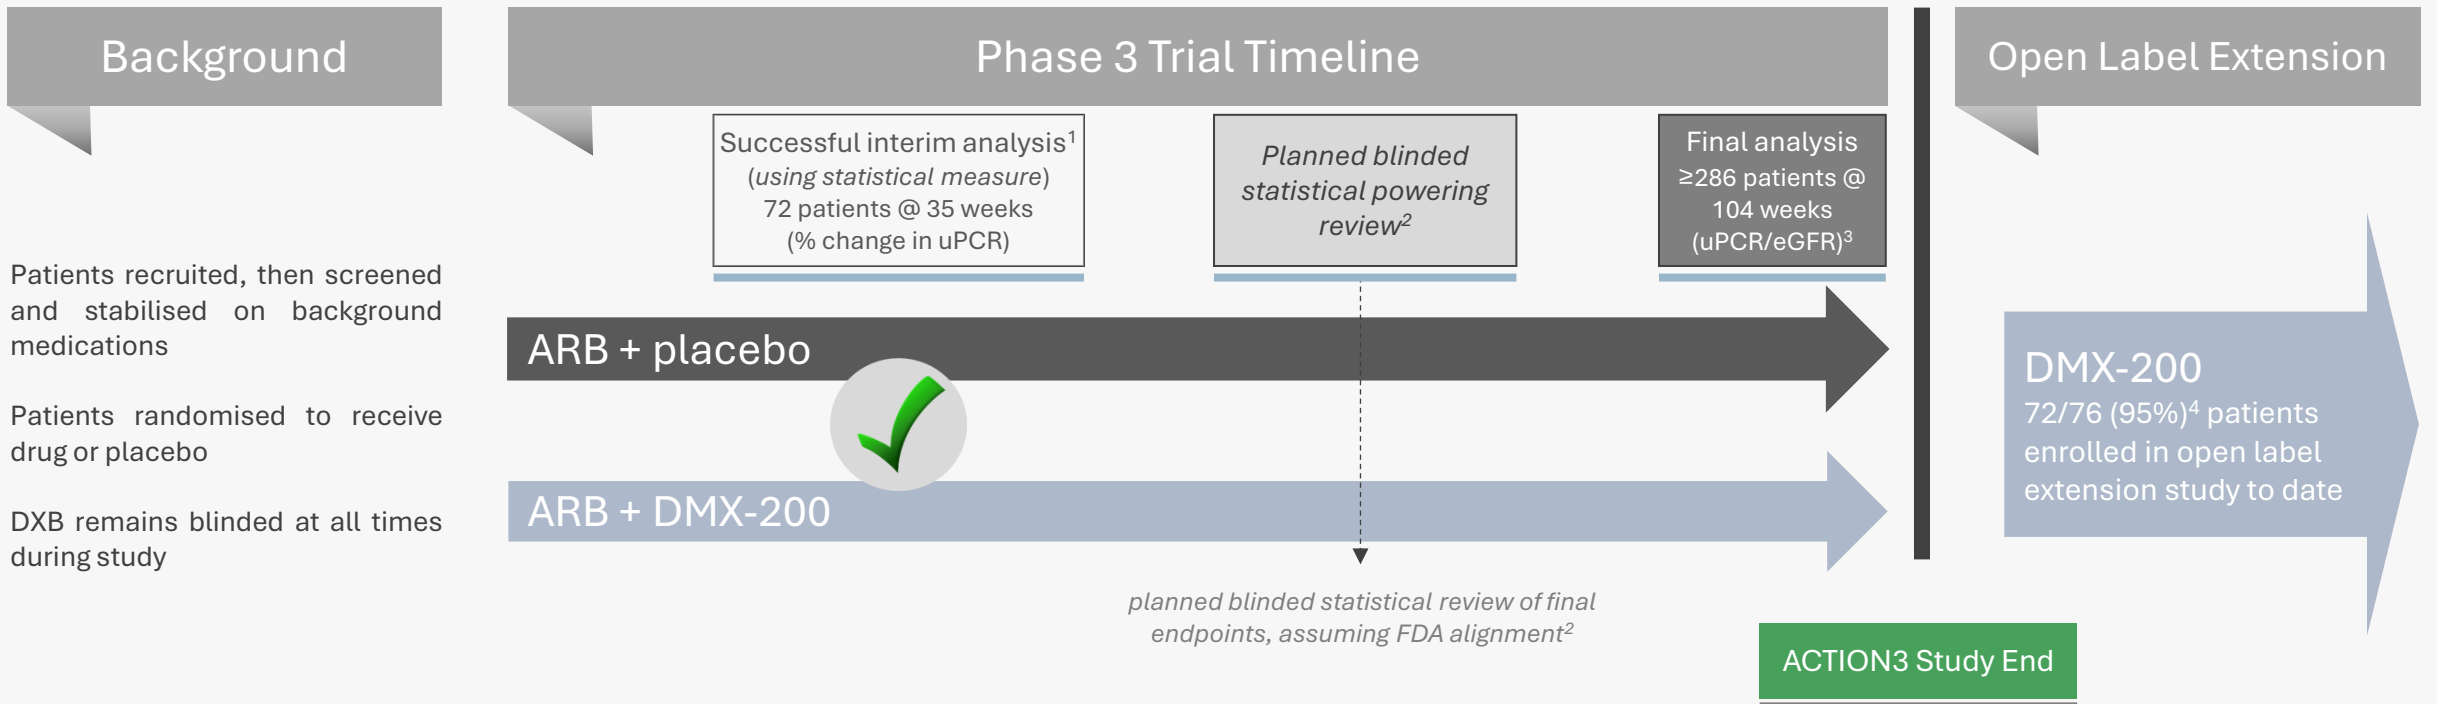 Background
Patients recruited, then screened
and stabilised on background
medications
Patients randomised to receive
drug or placebo
DXB remains blinded at all times
during study
Phase 3 Trial Timeline
Successful interim analysis¹
(using statistical measure)
72 patients @ 35 weeks
(% change in uPCR)
Planned blinded
statistical powering
review²
Final analysis
≥286 patients @
104 weeks
(uPCR/eGFR)³
ARB + placebo
ARB + DMX-200
planned blinded statistical review of final
endpoints, assuming FDA alignment²
Open Label Extension
DMX-200
72/76 (95%)⁴ patients
enrolled in open label
extension study to date
ACTION3 Study End